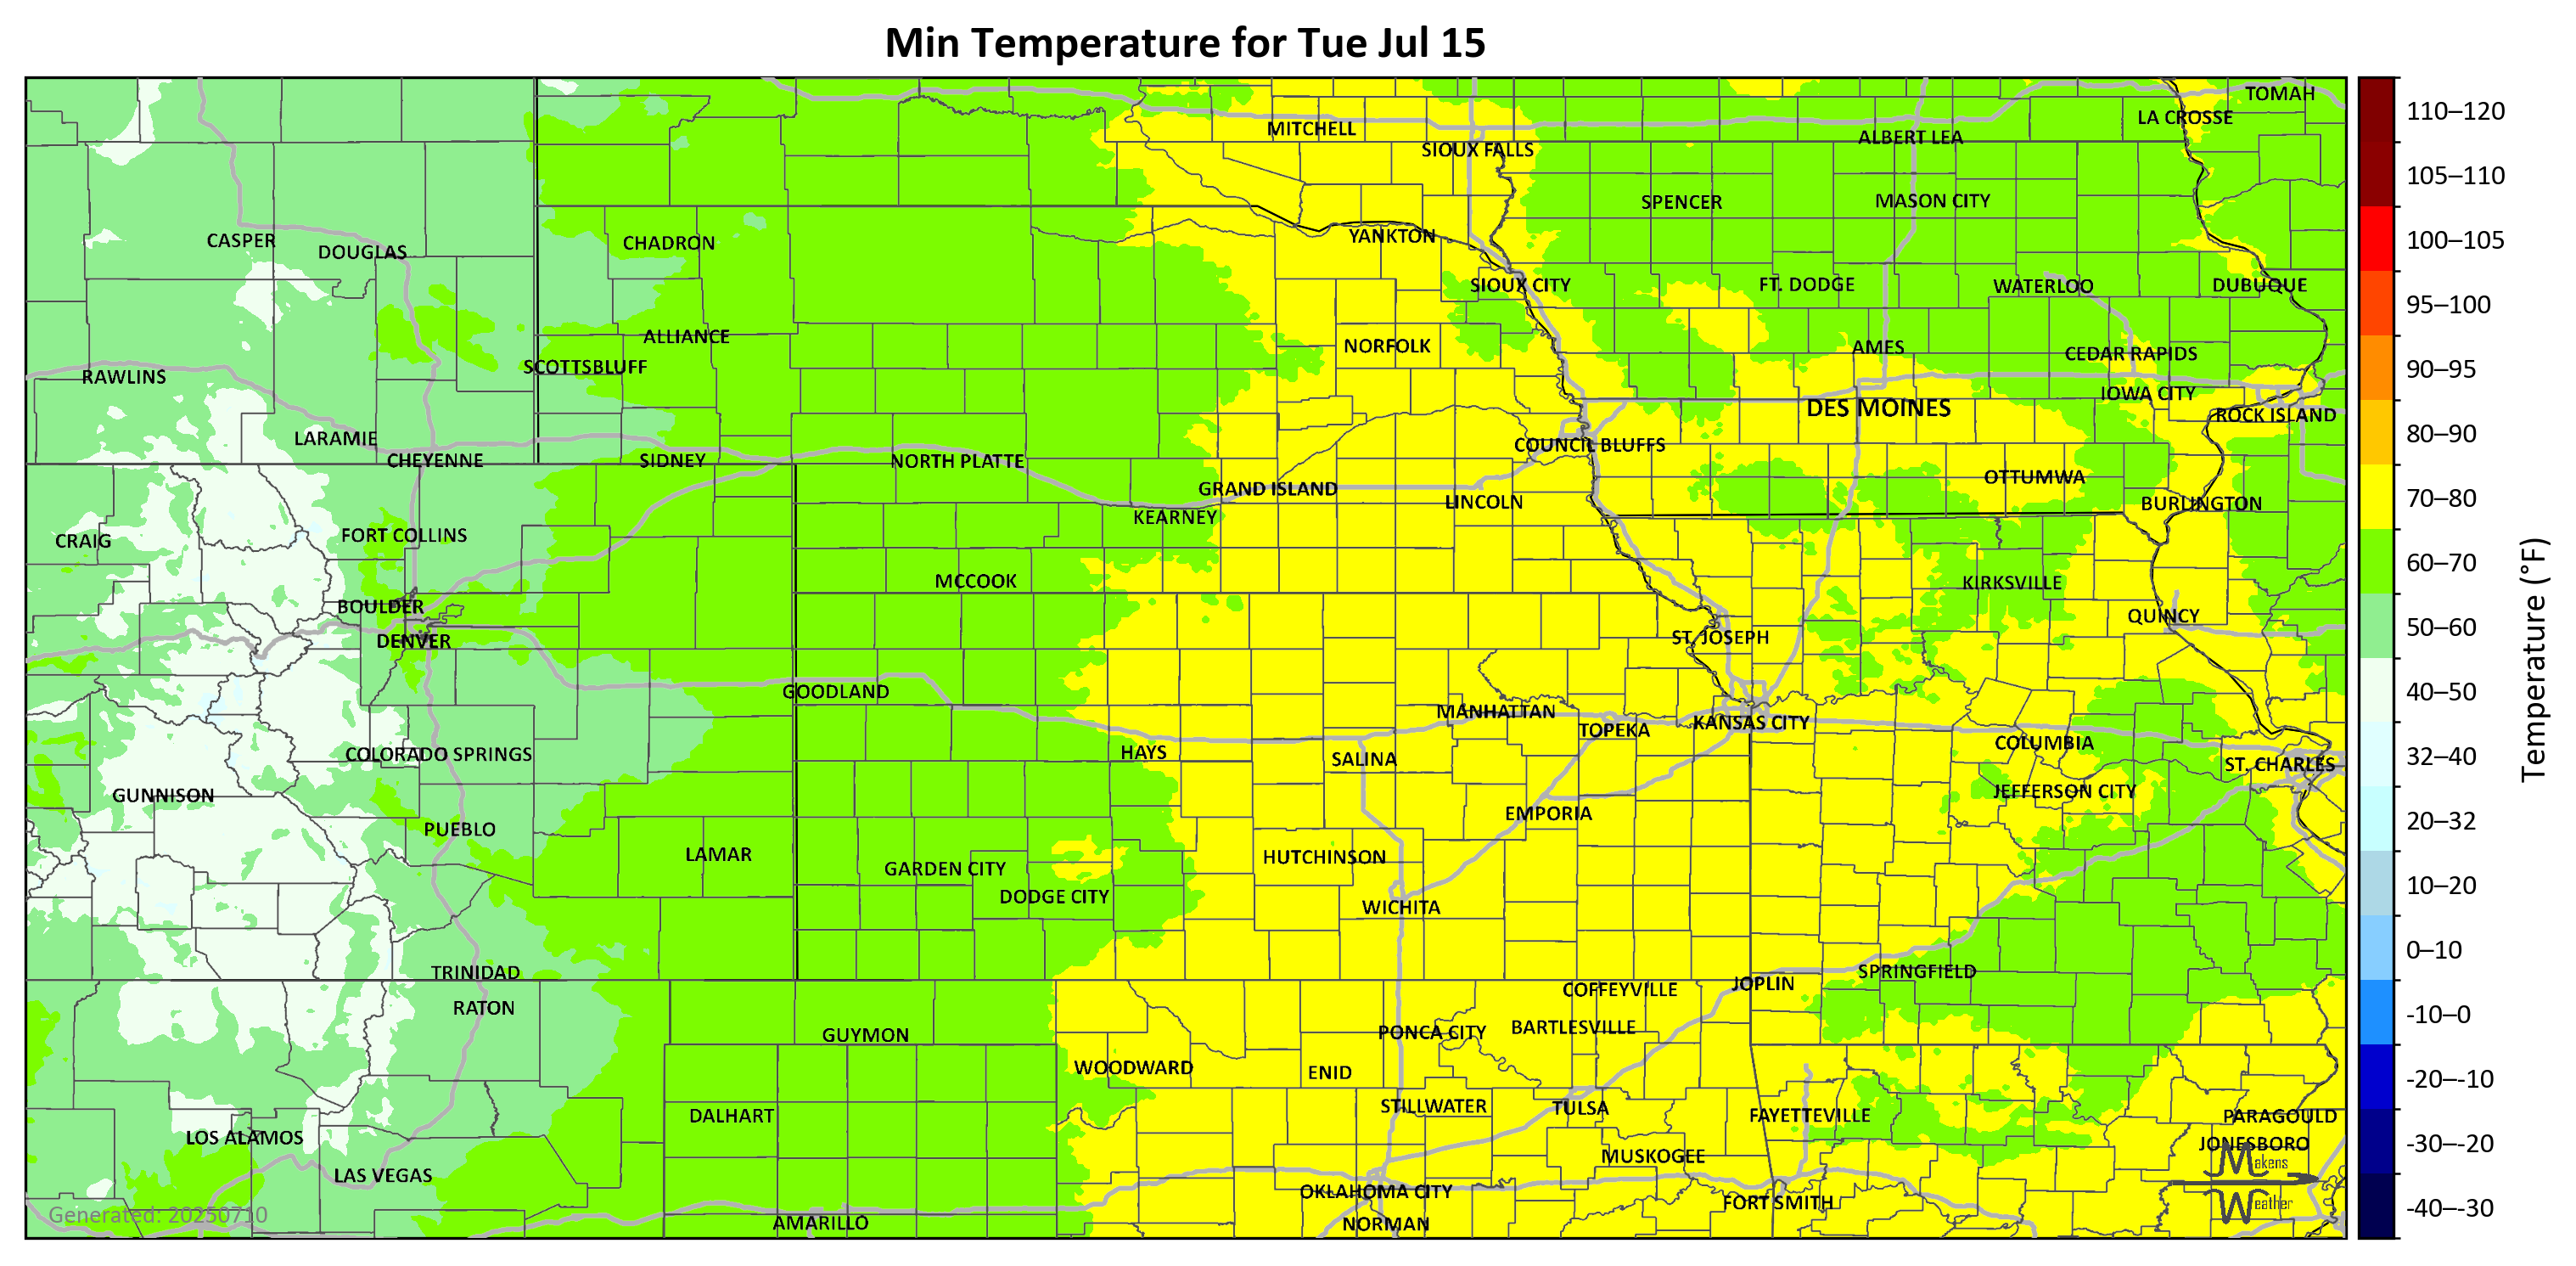 Min Temperature for Tue Jul 15
TOMAH
LA CROSSE
MITCHELL
ALBERT LEA
SIOUX FALLS
SPENCER
MASON CITY
CASPER
DOUGLAS
CHADRON
YANKTON
SIOUX CITY
FT. DODGE
WATERLOO
DUBUQUE
ALLIANCE
NORFOLK
AMES
CEDAR RAPIDS
SCOTTSBLUFF
RAWLINS
IOWA CITY
DES MOINES
ROCK ISLAND
LARAMIE
COUNCIL BLUFFS
CHEYENNE
SIDNEY
NORTH PLATTE
OTTUMWA
GRAND ISLAND
LINCOLN
BURLINGTON
KEARNEY
FORT COLLINS
CRAIG
MCCOOK
KIRKSVILLE
BOULDER
QUINCY
DENVER
ST. JOSEPH
GOODLAND
MANHATTAN
KANSAS CITY
TOPEKA
COLUMBIA
HAYS
COLORADO SPRINGS
SALINA
ST. CHARLES
JEFFERSON CITY
GUNNISON
EMPORIA
PUEBLO
LAMAR
HUTCHINSON
GARDEN CITY
DODGE CITY
WICHITA
TRINIDAD
SPRINGFIELD
JOPLIN
COFFEYVILLE
RATON
BARTLESVILLE
PONCA CITY
GUYMON
WOODWARD
ENID
STILLWATER
TULSA
DALHART
FAYETTEVILLE
PARAGOULD
LOS ALAMOS
JONESBORO
MUSKOGEE
LAS VEGAS
OKLAHOMA CITY
FORT SMITH
AMARILLO
NORMAN
Generated: 20250710
Makens
Weather
110–120
105–110
100–105
95–100
90–95
80–90
70–80
60–70
50–60
40–50
32–40
20–32
10–20
0–10
-10–0
-20–-10
-30–-20
-40–-30
Temperature (°F)